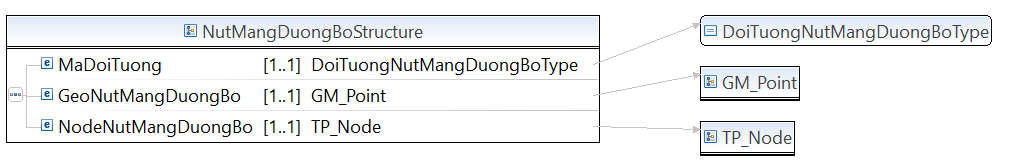 NutMangDuongBoStructure
MaDoiTuong [1..1] DoiTuongNutMangDuongBoType
GeoNutMangDuongBo [1..1] GM_Point
NodeNutMangDuongBo [1..1] TP_Node
DoiTuongNutMangDuongBoType
GM_Point
TP_Node